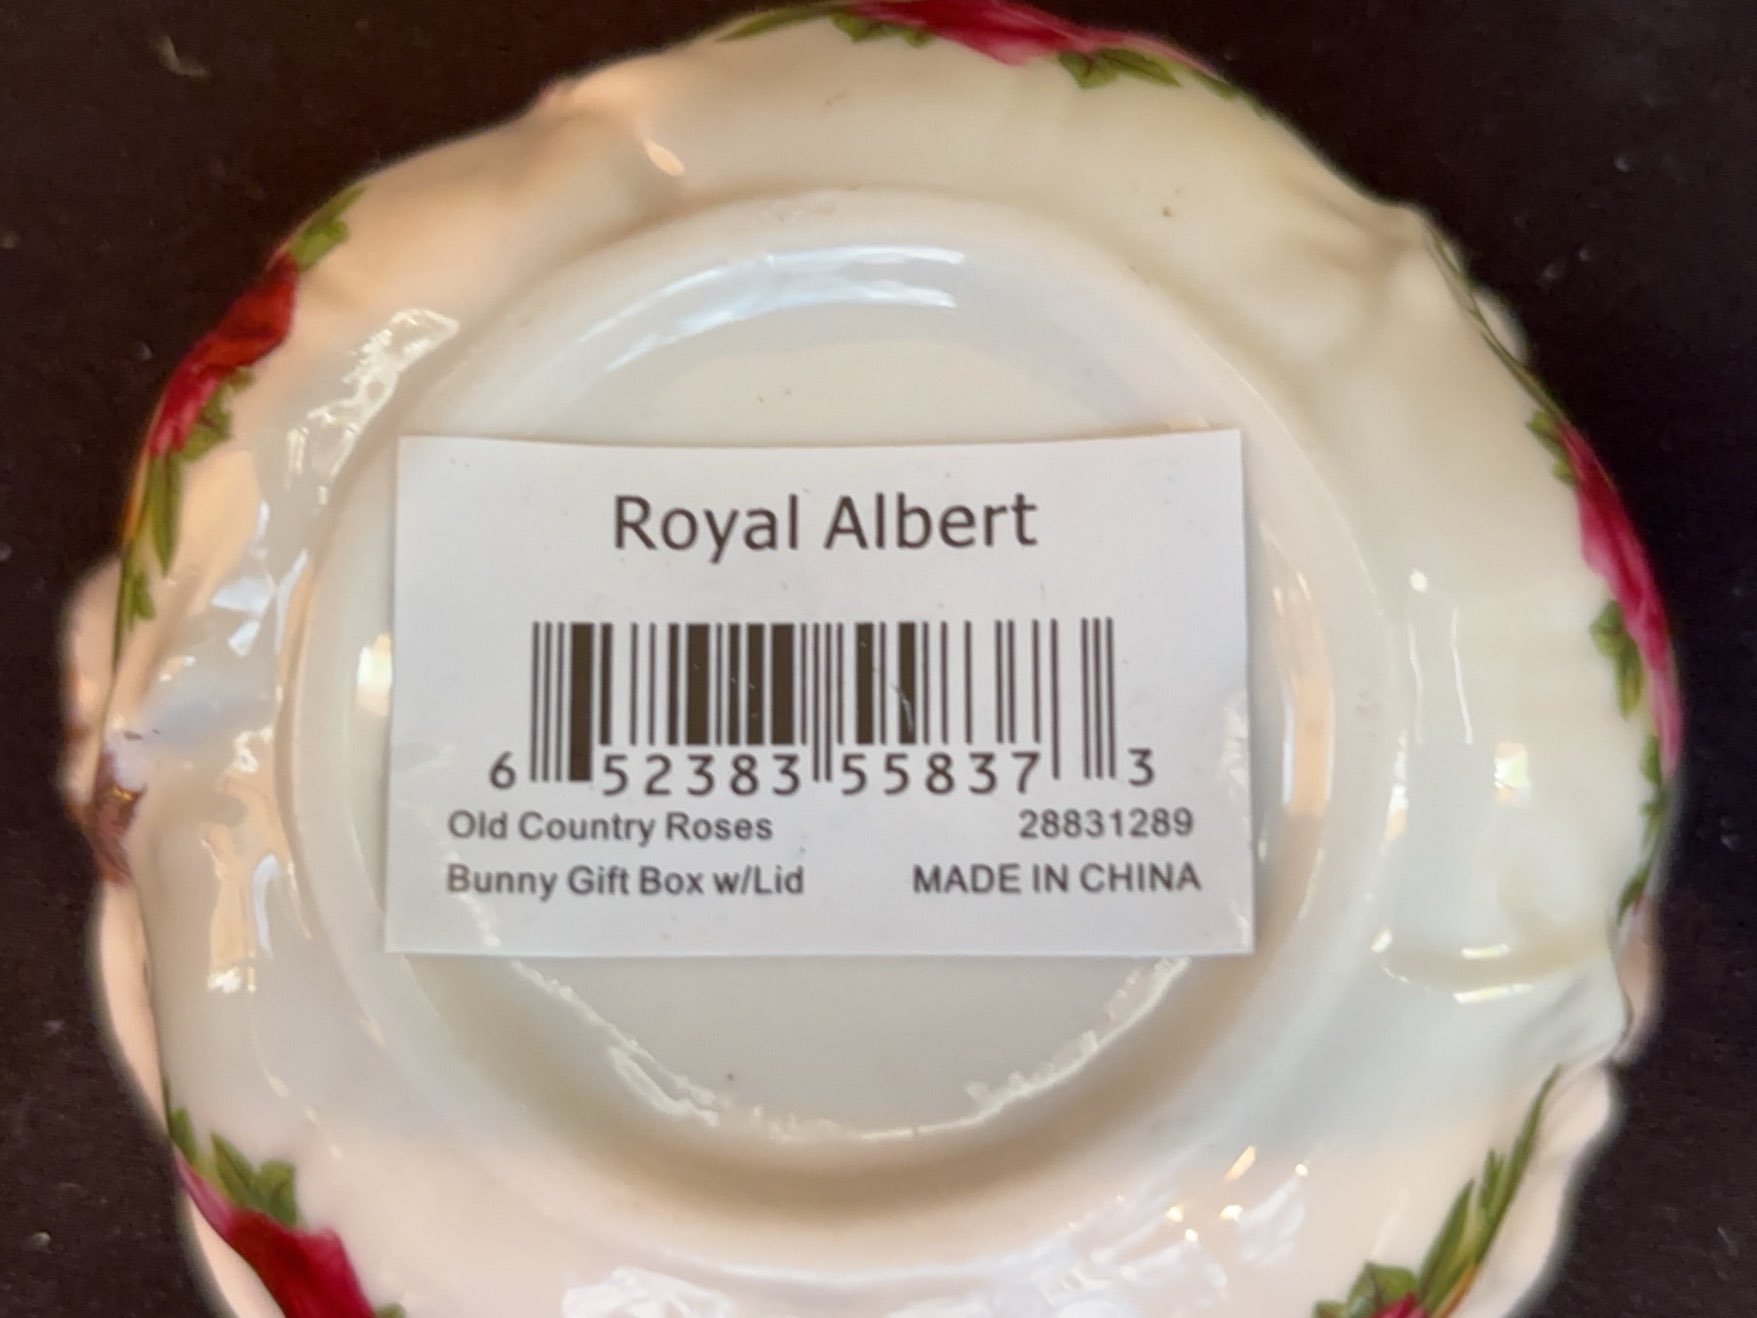 Royal Albert
6 52383 55837 3
Old Country Roses 28831289
Bunny Gift Box w/Lid MADE IN CHINA